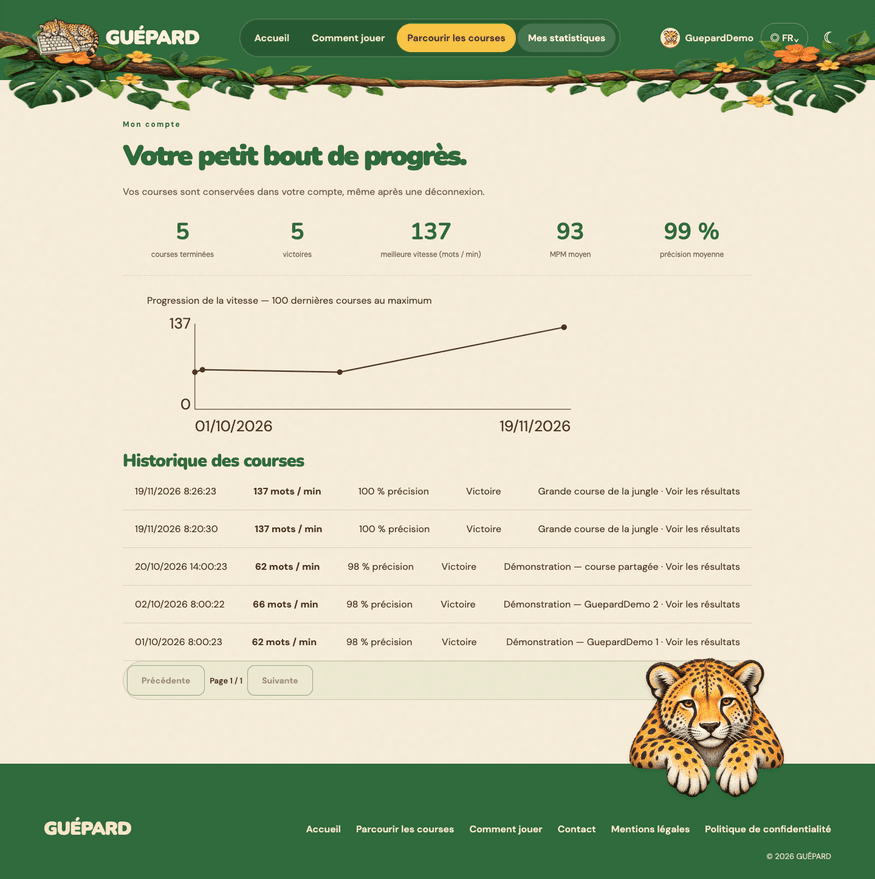 GUÉPARD
Accueil Comment jouer Parcourir les courses Mes statistiques
GuepardDemo FR
Mon compte
Votre petit bout de progrès.
Vos courses sont conservées dans votre compte, même après une déconnexion.
5 5 137 93 99 %
courses terminées victoires meilleure vitesse (mots / min) MPM moyen précision moyenne
Progression de la vitesse — 100 dernières courses au maximum
137
0
01/10/2026 19/11/2026
Historique des courses
19/11/2026 8:26:23 137 mots / min 100 % précision Victoire Grande course de la jungle · Voir les résultats
19/11/2026 8:20:30 137 mots / min 100 % précision Victoire Grande course de la jungle · Voir les résultats
20/10/2026 14:00:23 62 mots / min 98 % précision Victoire Démonstration — course partagée · Voir les résultats
02/10/2026 8:00:22 66 mots / min 98 % précision Victoire Démonstration — GuepardDemo 2 · Voir les résultats
01/10/2026 8:00:23 62 mots / min 98 % précision Victoire Démonstration — GuepardDemo 1 · Voir les résultats
Précédente Page 1 / 1 Suivante
GUÉPARD
Accueil Parcourir les courses Comment jouer Contact Mentions légales Politique de confidentialité
© 2026 GUÉPARD